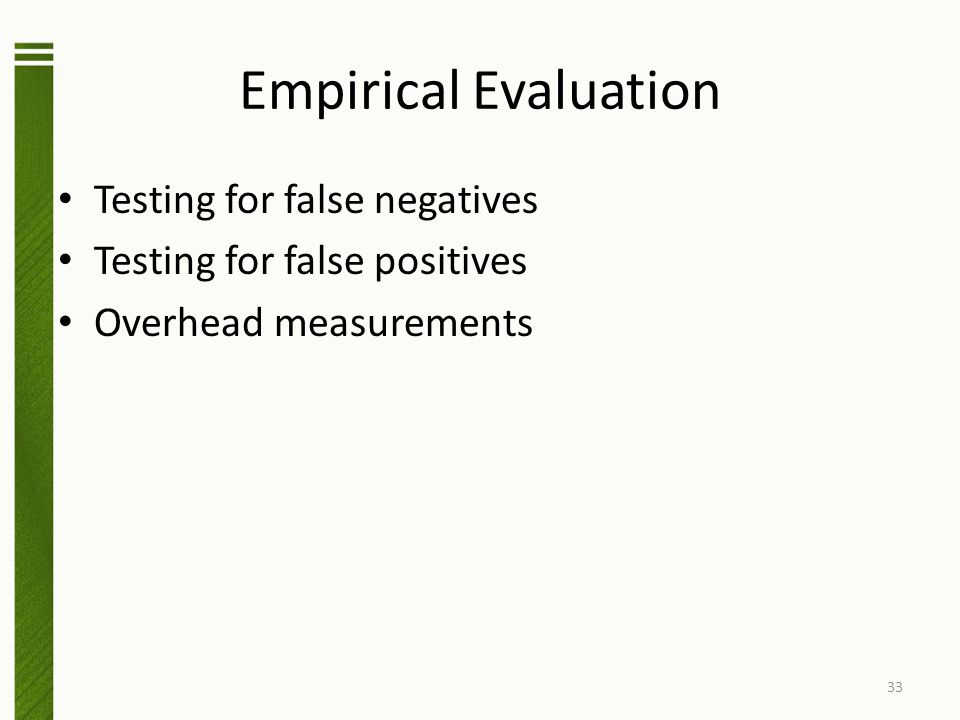 Empirical Evaluation
• Testing for false negatives
• Testing for false positives
• Overhead measurements
33